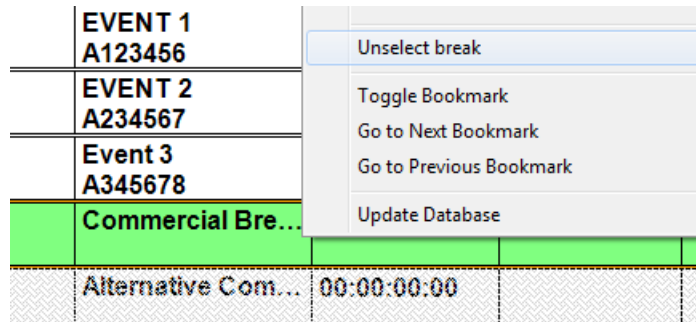 EVENT 1
A123456
EVENT 2
A234567
Event 3
A345678
Commercial Bre...
Alternative Com... 00:00:00:00
Unselect break
Toggle Bookmark
Go to Next Bookmark
Go to Previous Bookmark
Update Database